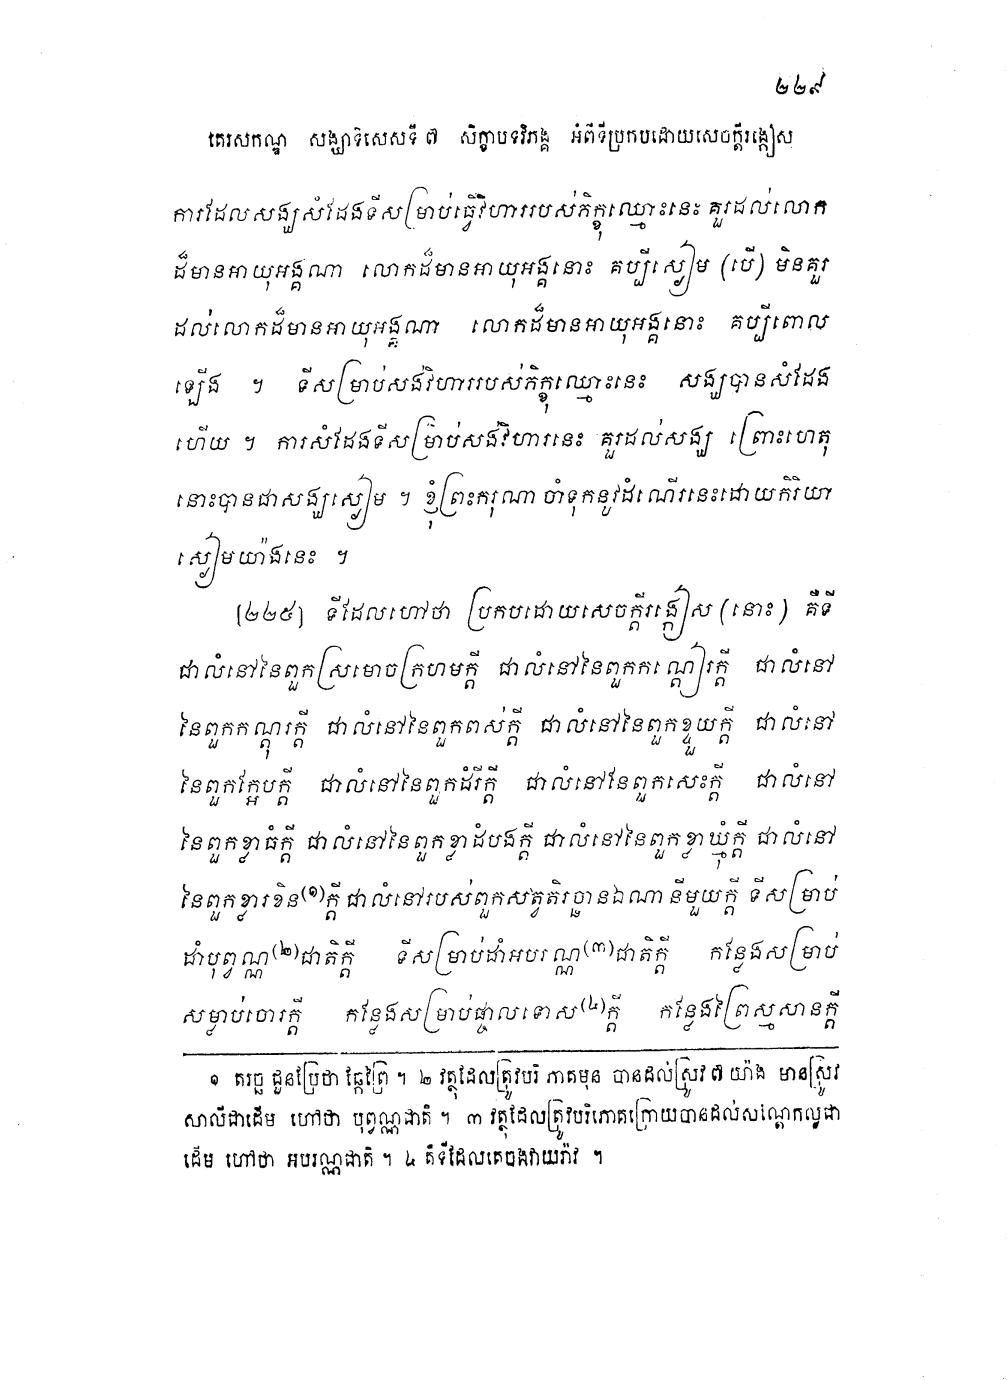 ២២៩
តេរសកណ្ឌ សង្ឃាទិសេសទី ៧ សិក្ខាបទវិភង្គ អំពីទីប្រកបដោយសេចក្តីរង្កៀស
ការដែលសង្ឃសំដែងទីសម្រាប់ធ្វើវិហាររបស់ភិក្ខុឈ្មោះនេះ គួរដល់លោក
ដ៏មានអាយុអង្គណា លោកដ៏មានអាយុអង្គនោះ គប្បីស្ងៀម (បើ) មិនគួរ
ដល់លោកដ៏មានអាយុអង្គណា លោកដ៏មានអាយុអង្គនោះ គប្បីពោល
ឡើង ។ ទីសម្រាប់សង់វិហាររបស់ភិក្ខុឈ្មោះនេះ សង្ឃបានសំដែង
ហើយ ។ ការសំដែងទីសម្រាប់សង់វិហារនេះ គួរដល់សង្ឃ ព្រោះហេតុ
នោះបានជាសង្ឃស្ងៀម ។ ខ្ញុំព្រះករុណា ចាំទុកនូវដំណើរនេះដោយកិរិយា
ស្ងៀមយ៉ាងនេះ ។
[២២៥] ទីដែលហៅថា ប្រកបដោយសេចក្តីរង្កៀស (នោះ) គឺទី
ជាលំនៅនៃពួកស្រមោចក្រហមក្តី ជាលំនៅនៃពួកកណ្តៀរក្តី ជាលំនៅ
នៃពួកកណ្តុរក្តី ជាលំនៅនៃពួកពស់ក្តី ជាលំនៅនៃពួកខ្ទួយក្តី ជាលំនៅ
នៃពួកក្អែបក្តី ជាលំនៅនៃពួកដំរីក្តី ជាលំនៅនៃពួកសេះក្តី ជាលំនៅ
នៃពួកខ្លាធំក្តី ជាលំនៅនៃពួកខ្លាដំបងក្តី ជាលំនៅនៃពួកខ្លាឃ្មុំក្តី ជាលំនៅ
នៃពួកខ្លារខិន(១)ក្តី ជាលំនៅរបស់ពួកសត្វតិរច្ឆានឯណានីមួយក្តី ទីសម្រាប់
ដាំបុព្វណ្ណ(២)ជាតិក្តី ទីសម្រាប់ដាំអបរណ្ណ(៣)ជាតិក្តី កន្លែងសម្រាប់
សម្លាប់ចោរក្តី កន្លែងសម្រាប់ផ្ចាលទោស(៤)ក្តី កន្លែងព្រៃស្មសានក្តី
១ តរច្ឆ ដួនប្រែថា ឆ្កែព្រៃ ។ ២ វត្ថុដែលត្រូវបរិភោគមុន បានដល់ស្រូវ ៧ យ៉ាង មានស្រូវ
សាលីជាដើម ហៅថា បុព្វណ្ណជាតិ ។ ៣ វត្ថុដែលត្រូវបរិភោគក្រោយបានដល់សណ្តែកល្ងជា
ដើម ហៅថា អបរណ្ណជាតិ ។ ៤ គឺទីដែលគេចងវាយរ៉ាវ ។